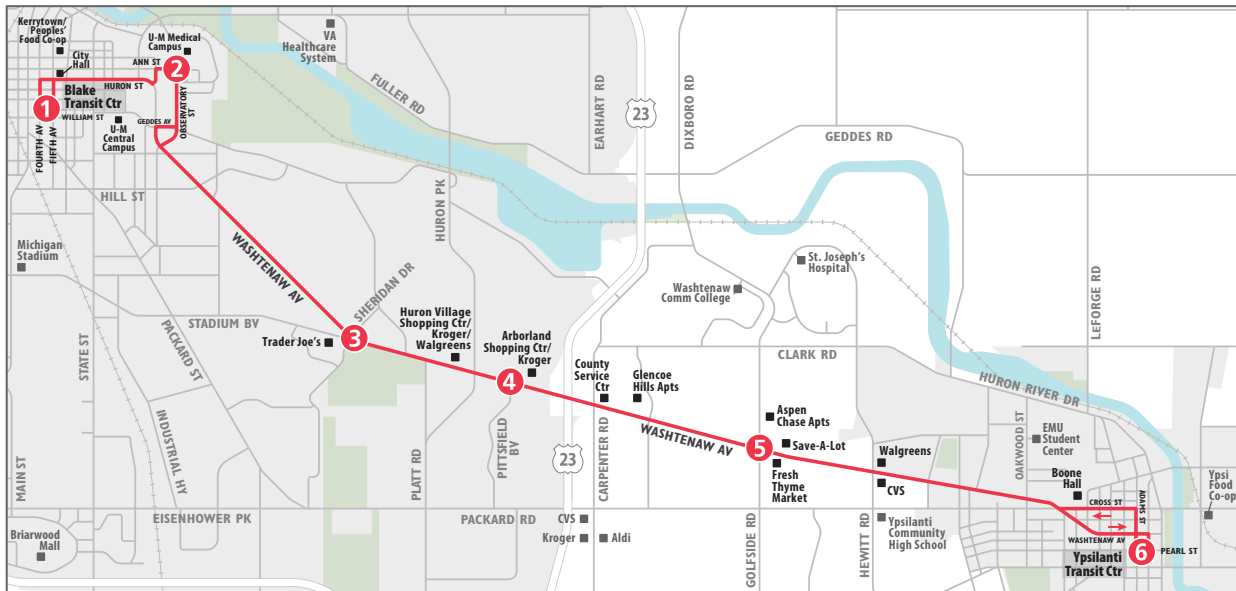 Kerrytown/
Peoples'
Food Co-op
City
Hall
U-M Medical
Campus
ANN ST
2
HURON ST
1
Blake
Transit Ctr
WILLIAM ST
FOURTH AV
FIFTH AV
U-M
Central
Campus
GEDDES AV
OBSERVATORY
ST
VA
Healthcare
System
FULLER RD
EARHART RD
23
DIXBORO RD
GEDDES RD
HILL ST
HURON PK
Michigan
Stadium
WASHTENAW AV
SHERIDAN DR
STADIUM BV
Trader Joe's
3
Huron Village
Shopping Ctr/
Kroger/
Walgreens
Arborland
Shopping Ctr/
Kroger
4
Washtenaw
Comm College
St. Joseph's
Hospital
LEFORGE RD
CLARK RD
County
Service
Ctr
Glencoe
Hills Apts
STATE ST
PACKARD ST
INDUSTRIAL HY
MAIN ST
PLATT RD
PITTSFIELD
BV
23
CARPENTER RD
WASHTENAW AV
Aspen
Chase Apts
5
Save-A-Lot
Fresh
Thyme
Market
Walgreens
CVS
HURON RIVER DR
OAKWOOD ST
EMU
Student
Center
Boone
Hall
CROSS ST
ADAMS ST
Ypsi
Food
Co-op
EISENHOWER PK
PACKARD RD
CVS
Kroger
Aldi
GOLFSIDE RD
HEWITT RD
Ypsilanti
Community
High School
WASHTENAW AV
6
PEARL ST
Ypsilanti
Transit Ctr
Briarwood
Mall